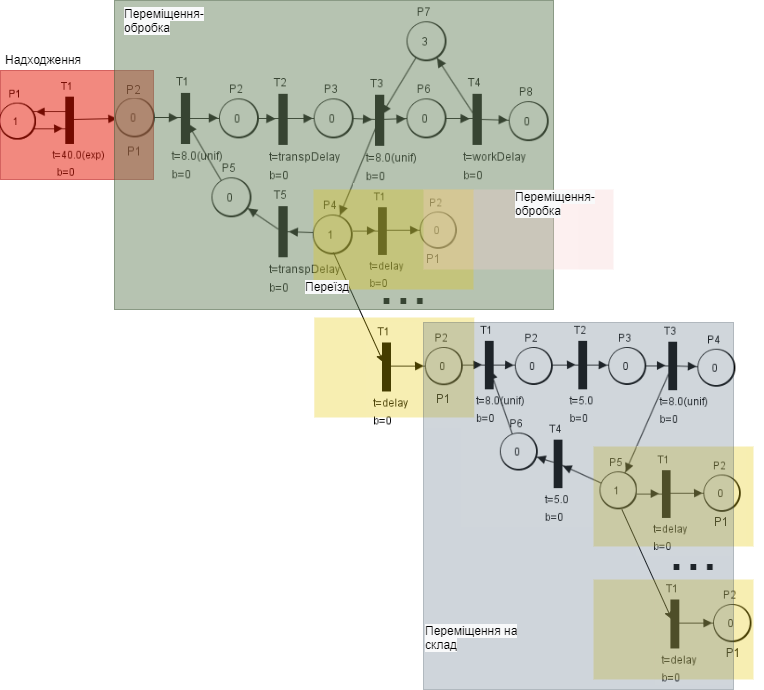 Переміщення-
обробка
P7
3
Надходження
P1
T1
P2
T1
P2
T2
P3
T3
P6
T4
P8
1
0
0
0
0
0
t=40.0(exp)
b=0
P1
t=8.0(unif)
b=0
t=transpDelay
b=0
t=8.0(unif)
b=0
t=workDelay
b=0
P5
0
T5
t=transpDelay
b=0
P4
1
T1
t=delay
b=0
P2
0
P1
Переміщення-
обробка
Переїзд
...
T1
t=delay
b=0
P2
0
P1
T1
t=8.0(unif)
b=0
P2
0
T2
t=5.0
b=0
P3
0
T3
t=8.0(unif)
b=0
P4
0
P6
0
T4
t=5.0
b=0
P5
1
T1
t=delay
b=0
P2
0
P1
...
T1
t=delay
b=0
P2
0
P1
Переміщення на
склад